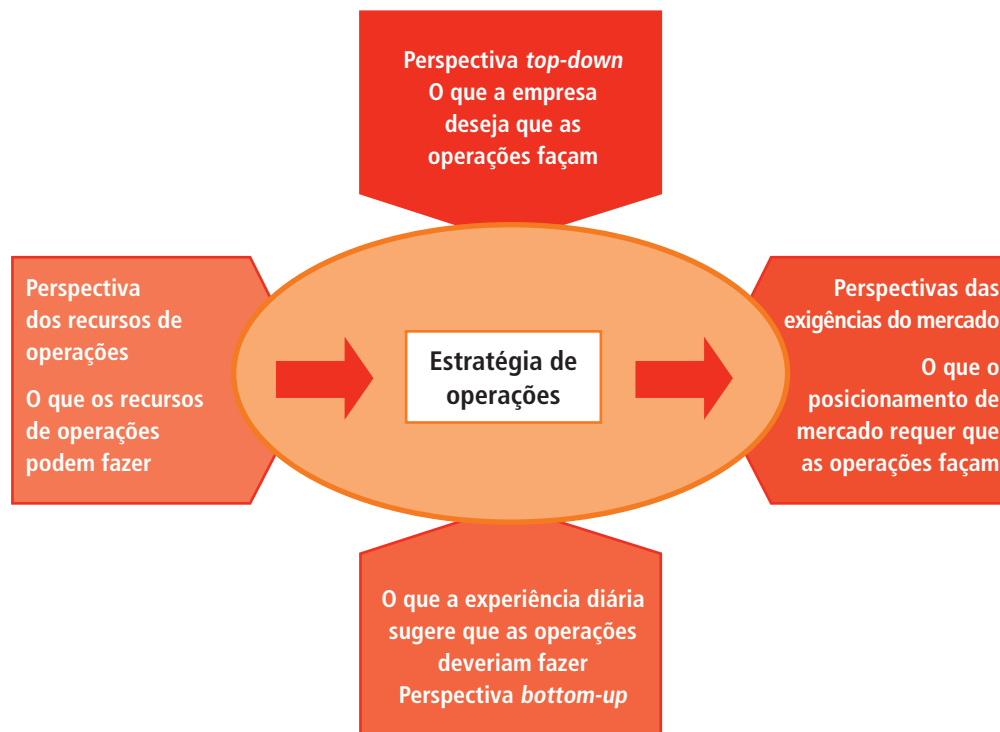 Perspectiva top-down
O que a empresa
deseja que as
operações façam
Perspectiva
dos recursos de
operações
O que os recursos
de operações
podem fazer
Estratégia de
operações
Perspectivas das
exigências do mercado
O que o
posicionamento de
mercado requer que
as operações façam
O que a experiência diária
sugere que as operações
deveriam fazer
Perspectiva bottom-up